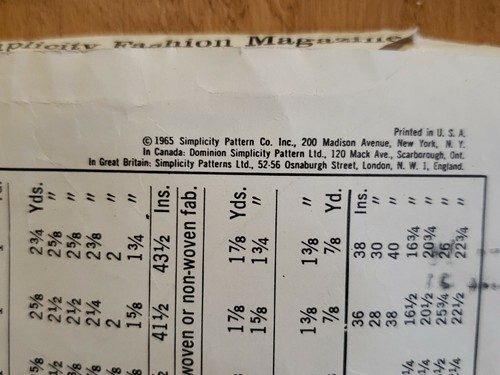 Simplicity Fashion Magazine
Printed in U. S. A.
© 1965 Simplicity Pattern Co. Inc., 200 Madison Avenue, New York, N. Y.
In Canada: Dominion Simplicity Pattern Ltd., 120 Mack Ave., Scarborough, Ont.
In Great Britain: Simplicity Patterns Ltd., 52-56 Osnaburgh Street, London, N. W. 1, England.
2⅝ 2¾ Yds.
2½ 2⅝ ″
2½ 2⅝ ″
2¼ 2⅜ ″
2 2 ″
1⅝ 1¾ ″
41½ 43½ Ins.
woven or non-woven fab.
1⅞ 1⅞ Yds.
1⅝ 1¾ ″
1⅜ 1⅜ ″
⅞ ⅞ Yd.
36 38 Ins.
28 30 ″
38 40 ″
16½ 16¾ ″
20½ 20¾ ″
25¾ 26 ″
22½ 22¾ ″